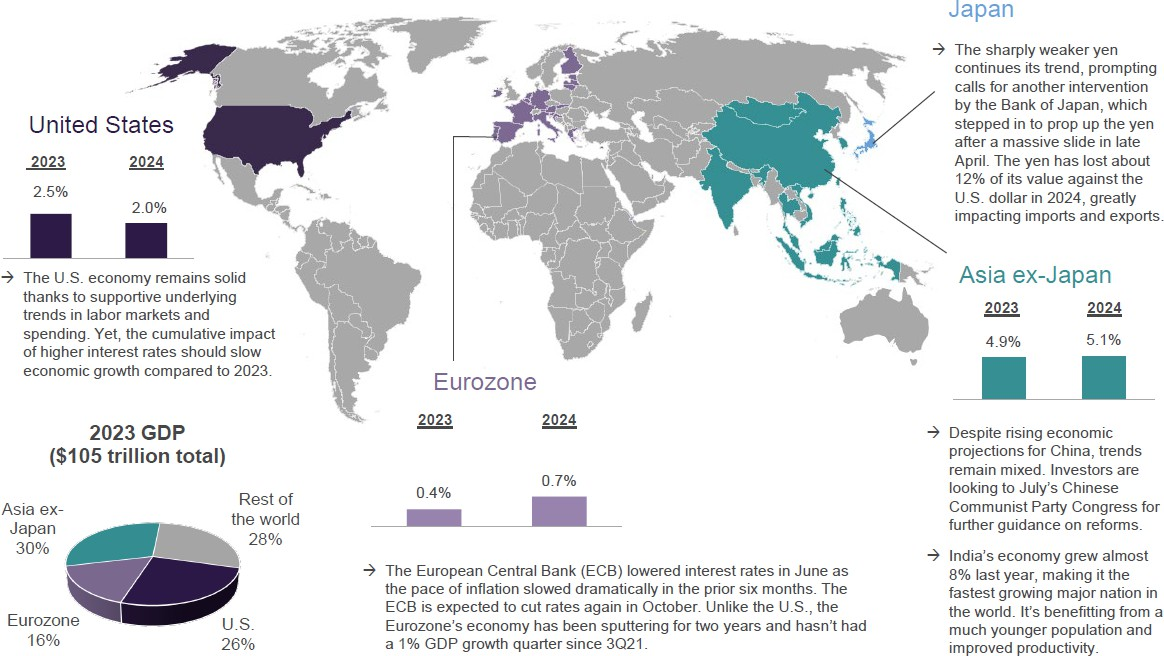 United States
2023 2024
2.5% 2.0%
→ The U.S. economy remains solid
thanks to supportive underlying
trends in labor markets and
spending. Yet, the cumulative impact
of higher interest rates should slow
economic growth compared to 2023.
2023 GDP
($105 trillion total)
Asia ex-
Japan
30%
Rest of
the world
28%
Eurozone
16%
U.S.
26%
Eurozone
2023 2024
0.4% 0.7%
→ The European Central Bank (ECB) lowered interest rates in June as
the pace of inflation slowed dramatically in the prior six months. The
ECB is expected to cut rates again in October. Unlike the U.S., the
Eurozone's economy has been sputtering for two years and hasn't had
a 1% GDP growth quarter since 3Q21.
Japan
→ The sharply weaker yen
continues its trend, prompting
calls for another intervention
by the Bank of Japan, which
stepped in to prop up the yen
after a massive slide in late
April. The yen has lost about
12% of its value against the
U.S. dollar in 2024, greatly
impacting imports and exports.
Asia ex-Japan
2023 2024
4.9% 5.1%
→ Despite rising economic
projections for China, trends
remain mixed. Investors are
looking to July's Chinese
Communist Party Congress for
further guidance on reforms.
→ India's economy grew almost
8% last year, making it the
fastest growing major nation in
the world. It's benefitting from a
much younger population and
improved productivity.